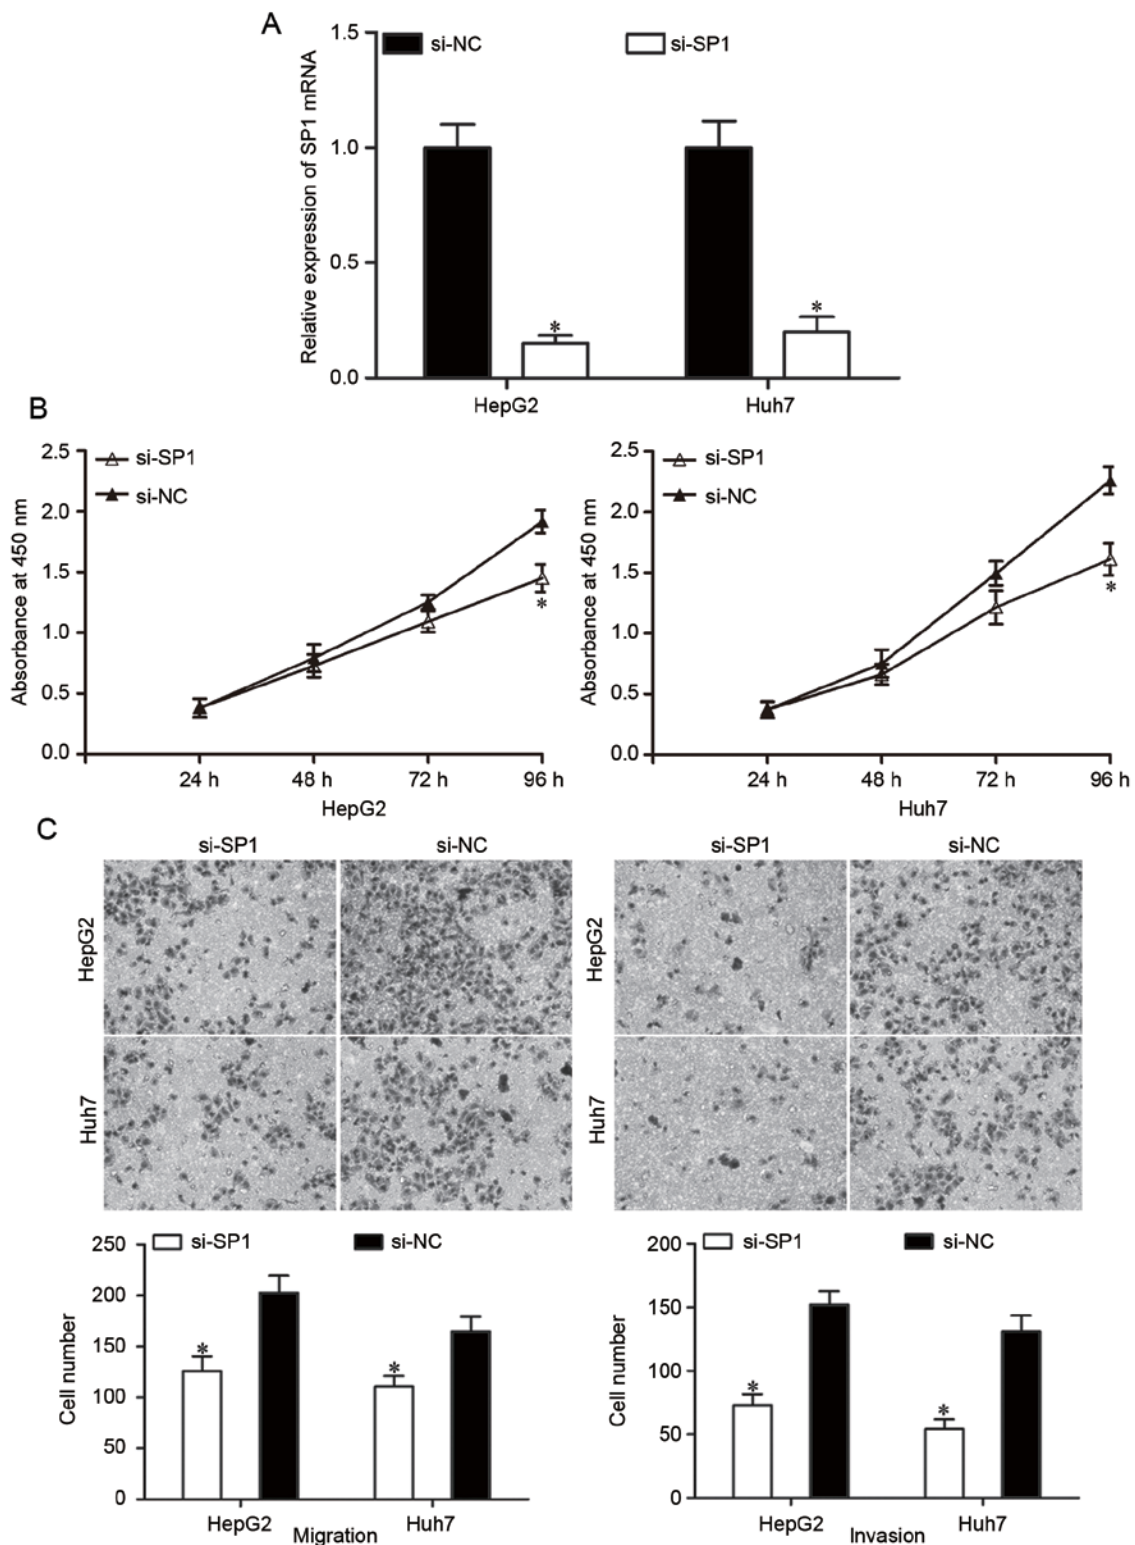 A
si-NC
si-SP1
Relative expression of SP1 mRNA
1.5
1.0
0.5
0.0
*
*
HepG2
Huh7
B
Absorbance at 450 nm
2.5
2.0
1.5
1.0
0.5
0.0
si-SP1
si-NC
*
24 h
48 h
72 h
96 h
HepG2
Absorbance at 450 nm
2.5
2.0
1.5
1.0
0.5
0.0
si-SP1
si-NC
*
24 h
48 h
72 h
96 h
Huh7
C
si-SP1
si-NC
HepG2
Huh7
si-SP1
si-NC
HepG2
Huh7
Cell number
250
200
150
100
50
0
si-SP1
si-NC
*
*
HepG2
Huh7
Migration
Cell number
200
150
100
50
0
si-SP1
si-NC
*
*
HepG2
Huh7
Invasion